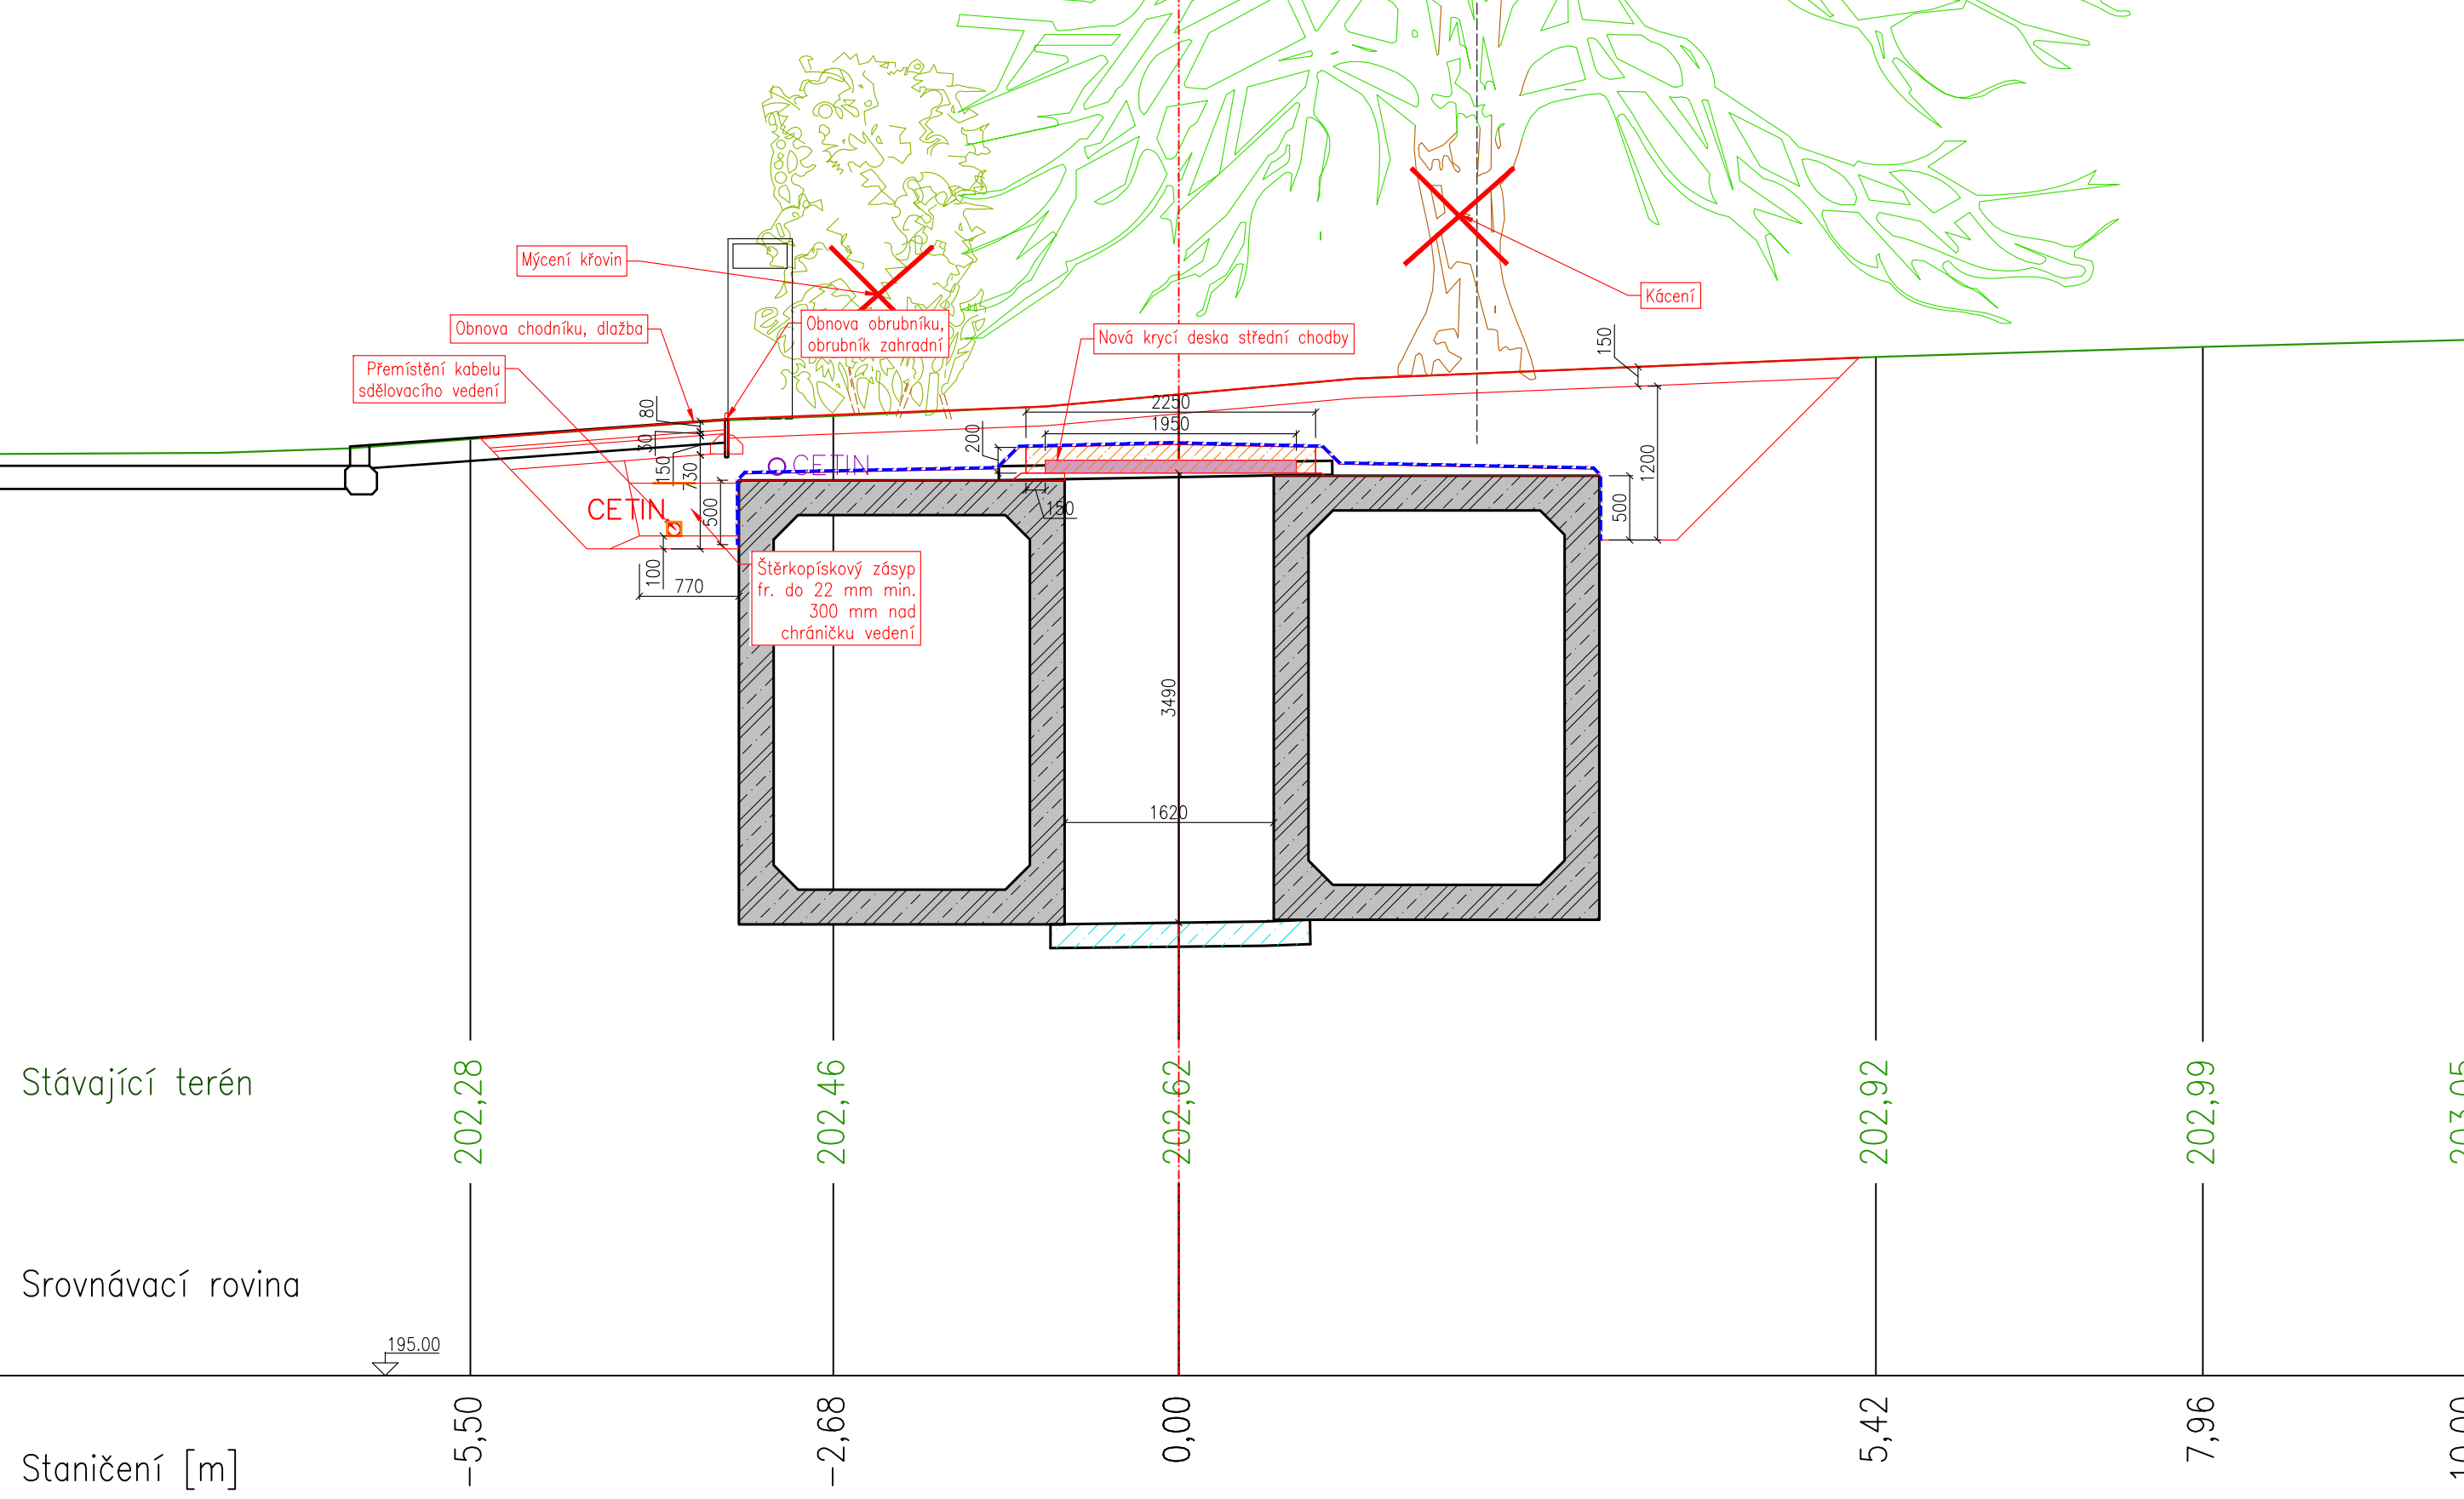 Mýcení křovin
Kácení
Obnova chodníku, dlažba
Obnova obrubníku,
obrubník zahradní
Nová krycí deska střední chodby
Přemístění kabelu
sdělovacího vedení
150
80
2250
1950
200
30
150
730
500
CETIN
CETIN
150
1200
500
100
770
Štěrkopískový zásyp
fr. do 22 mm min.
300 mm nad
chráničku vedení
3490
1620
Stávající terén
202,28
202,46
202,62
202,92
202,99
203,05
Srovnávací rovina
195.00
Staničení [m]
-5,50
-2,68
0,00
5,42
7,96
10,00